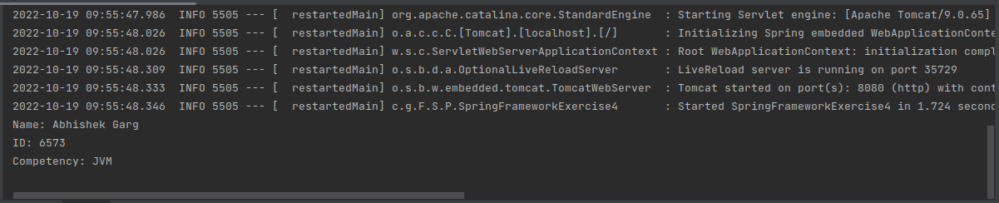 2022-10-19 09:55:47.986  INFO 5505 --- [  restartedMain] org.apache.catalina.core.StandardEngine  : Starting Servlet engine: [Apache Tomcat/9.0.65]
2022-10-19 09:55:48.026  INFO 5505 --- [  restartedMain] o.a.c.c.C.[Tomcat].[localhost].[/]       : Initializing Spring embedded WebApplicationConte
2022-10-19 09:55:48.026  INFO 5505 --- [  restartedMain] w.s.c.ServletWebServerApplicationContext : Root WebApplicationContext: initialization compl
2022-10-19 09:55:48.309  INFO 5505 --- [  restartedMain] o.s.b.d.a.OptionalLiveReloadServer       : LiveReload server is running on port 35729
2022-10-19 09:55:48.333  INFO 5505 --- [  restartedMain] o.s.b.w.embedded.tomcat.TomcatWebServer  : Tomcat started on port(s): 8080 (http) with cont
2022-10-19 09:55:48.346  INFO 5505 --- [  restartedMain] c.g.F.S.P.SpringFrameworkExercise4       : Started SpringFrameworkExercise4 in 1.724 second
Name: Abhishek Garg
ID: 6573
Competency: JVM